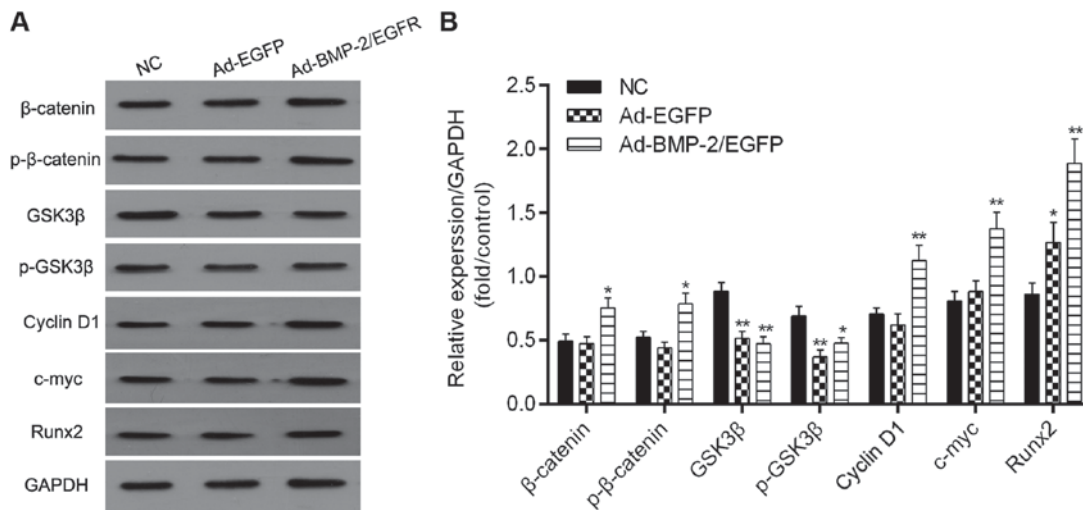 A
NC
Ad-EGFP
Ad-BMP-2/EGFR
β-catenin
p-β-catenin
GSK3β
p-GSK3β
Cyclin D1
c-myc
Runx2
GAPDH
B
Relative experssion/GAPDH
(fold/control)
2.5
2.0
1.5
1.0
0.5
0.0
NC
Ad-EGFP
Ad-BMP-2/EGFP
*
*
** **
** *
**
**
* **
β-catenin
p-β-catenin
GSK3β
p-GSK3β
Cyclin D1
c-myc
Runx2